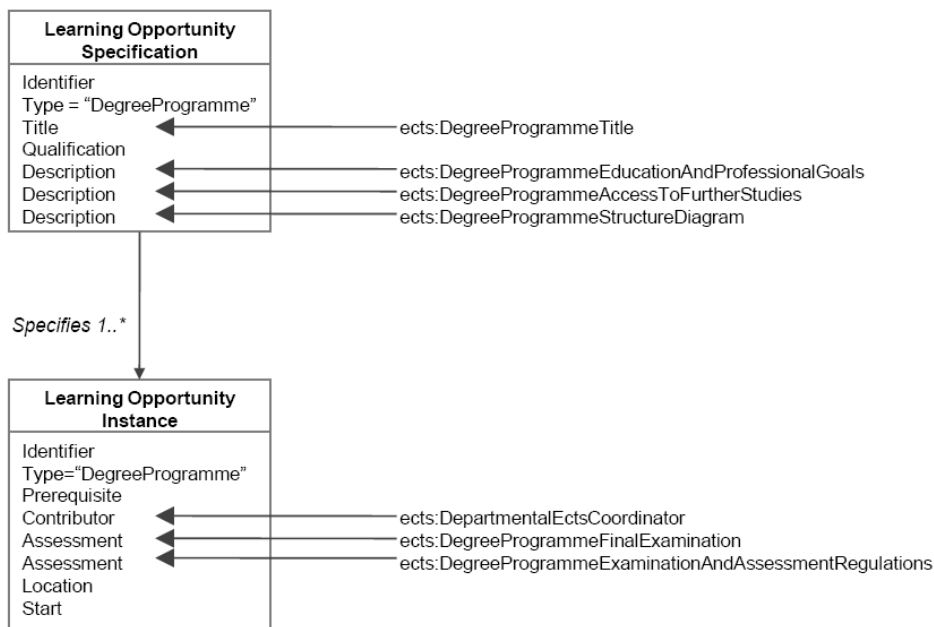 Learning Opportunity
Specification
Identifier
Type = “DegreeProgramme”
Title
ects:DegreeProgrammeTitle
Qualification
Description
ects:DegreeProgrammeEducationAndProfessionalGoals
Description
ects:DegreeProgrammeAccessToFurtherStudies
Description
ects:DegreeProgrammeStructureDiagram
Specifies 1..*
Learning Opportunity
Instance
Identifier
Type=“DegreeProgramme”
Prerequisite
Contributor
ects:DepartmentalEctsCoordinator
Assessment
ects:DegreeProgrammeFinalExamination
Assessment
ects:DegreeProgrammeExaminationAndAssessmentRegulations
Location
Start